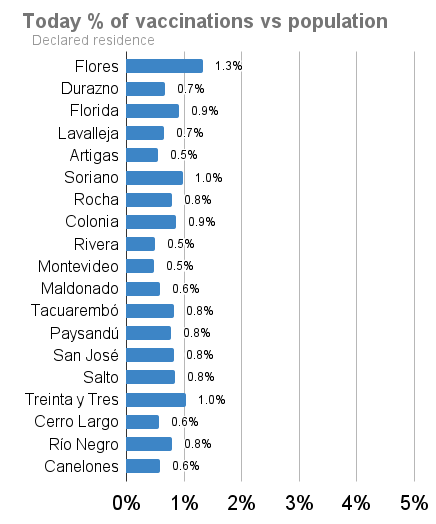 Today % of vaccinations vs population
Declared residence
Flores 1.3%
Durazno 0.7%
Florida 0.9%
Lavalleja 0.7%
Artigas 0.5%
Soriano 1.0%
Rocha 0.8%
Colonia 0.9%
Rivera 0.5%
Montevideo 0.5%
Maldonado 0.6%
Tacuarembó 0.8%
Paysandú 0.8%
San José 0.8%
Salto 0.8%
Treinta y Tres 1.0%
Cerro Largo 0.6%
Río Negro 0.8%
Canelones 0.6%
0% 1% 2% 3% 4% 5%